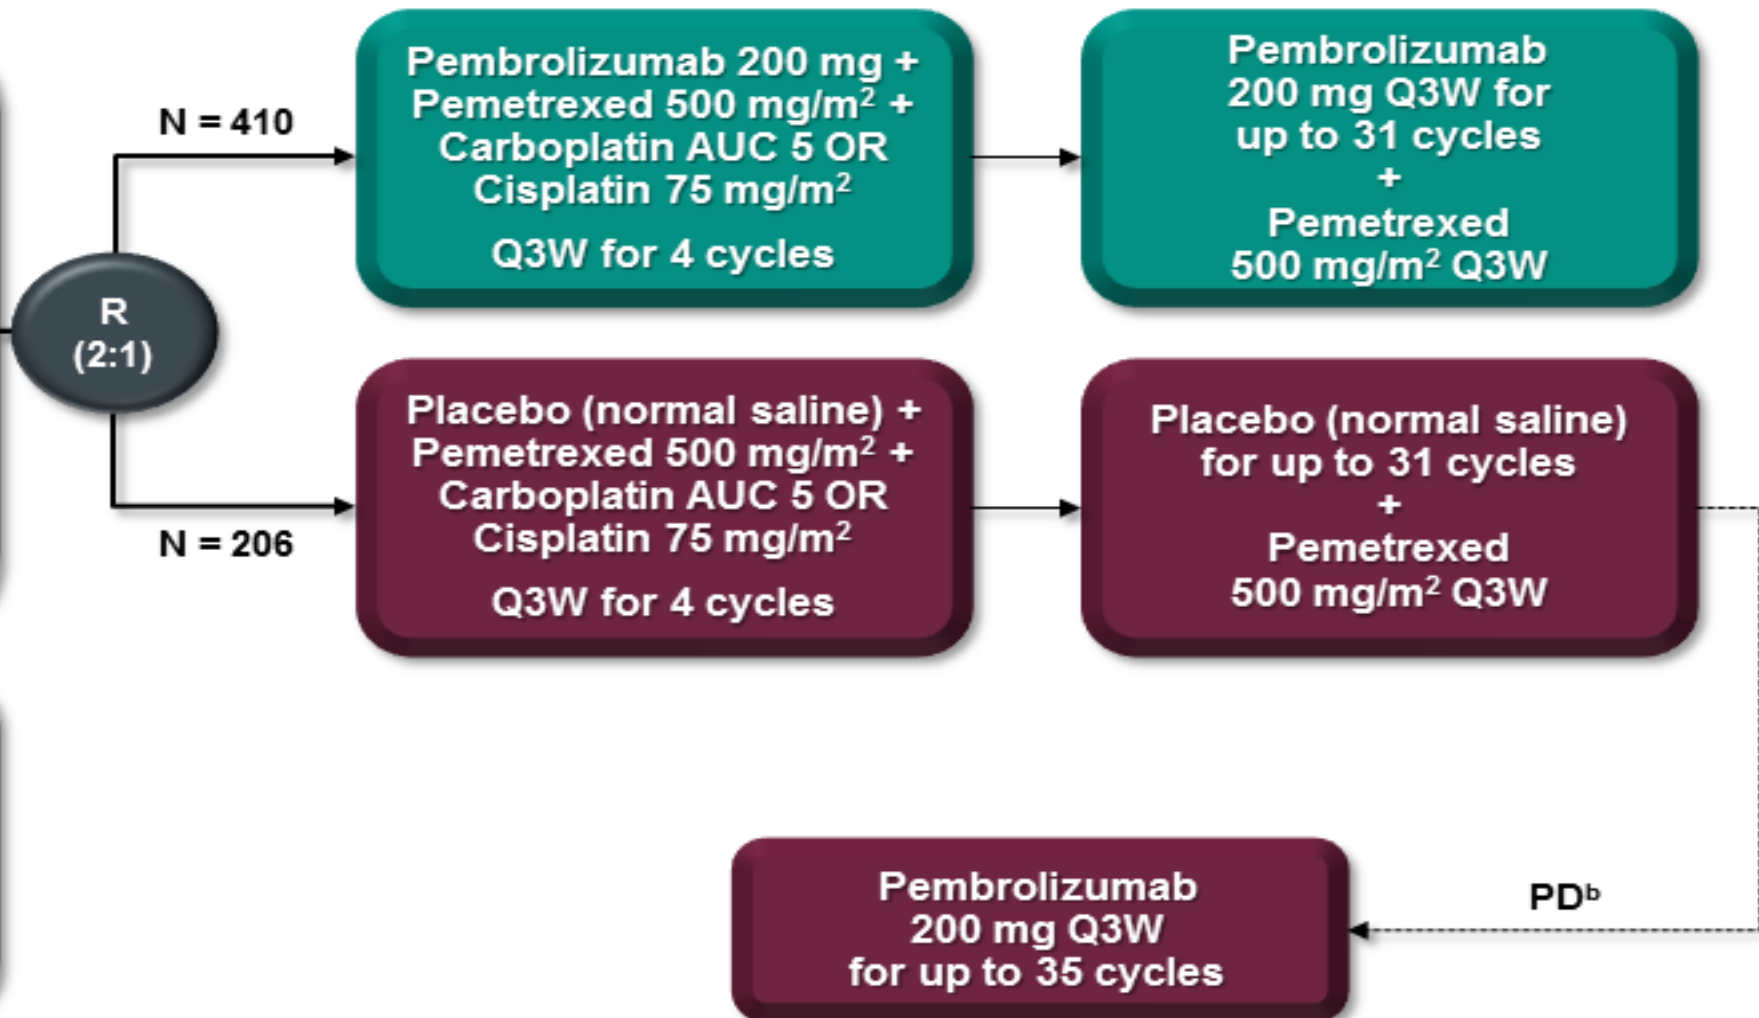 N = 410
Pembrolizumab 200 mg +
Pemetrexed 500 mg/m² +
Carboplatin AUC 5 OR
Cisplatin 75 mg/m²
Q3W for 4 cycles
Pembrolizumab
200 mg Q3W for
up to 31 cycles
+
Pemetrexed
500 mg/m² Q3W
R
(2:1)
N = 206
Placebo (normal saline) +
Pemetrexed 500 mg/m² +
Carboplatin AUC 5 OR
Cisplatin 75 mg/m²
Q3W for 4 cycles
Placebo (normal saline)
for up to 31 cycles
+
Pemetrexed
500 mg/m² Q3W
PDᵇ
Pembrolizumab
200 mg Q3W
for up to 35 cycles